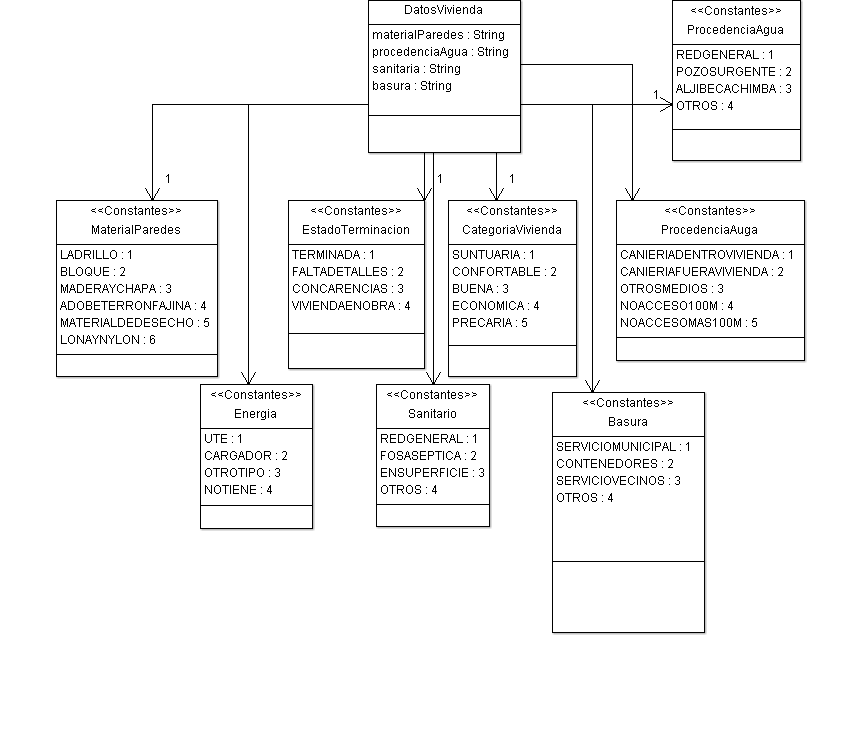 DatosVivienda
materialParedes : String
procedenciaAgua : String
sanitaria : String
basura : String
<<Constantes>>
ProcedenciaAgua
REDGENERAL : 1
POZOSURGENTE : 2
ALJIBECACHIMBA : 3
OTROS : 4
1
1
1
1
<<Constantes>>
MaterialParedes
LADRILLO : 1
BLOQUE : 2
MADERAYCHAPA : 3
ADOBETERRONFAJINA : 4
MATERIALDEDESECHO : 5
LONAYNYLON : 6
<<Constantes>>
EstadoTerminacion
TERMINADA : 1
FALTADETALLES : 2
CONCARENCIAS : 3
VIVIENDAENOBRA : 4
<<Constantes>>
CategoriaVivienda
SUNTUARIA : 1
CONFORTABLE : 2
BUENA : 3
ECONOMICA : 4
PRECARIA : 5
<<Constantes>>
ProcedenciaAuga
CANIERIADENTROVIVIENDA : 1
CANIERIAFUERAVIVIENDA : 2
OTROSMEDIOS : 3
NOACCESO100M : 4
NOACCESOMAS100M : 5
<<Constantes>>
Energia
UTE : 1
CARGADOR : 2
OTROTIPO : 3
NOTIENE : 4
<<Constantes>>
Sanitario
REDGENERAL : 1
FOSASEPTICA : 2
ENSUPERFICIE : 3
OTROS : 4
<<Constantes>>
Basura
SERVICIOMUNICIPAL : 1
CONTENEDORES : 2
SERVICIOVECINOS : 3
OTROS : 4